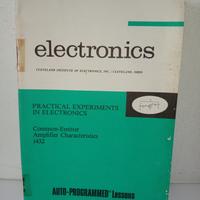 electronics
CLEVELAND INSTITUTE OF ELECTRONICS, INC. / CLEVELAND, OHIO
PRACTICAL EXPERIMENTS
IN ELECTRONICS
Common-Emitter
Amplifier Characteristics
1432
AUTO-PROGRAMMED Lessons